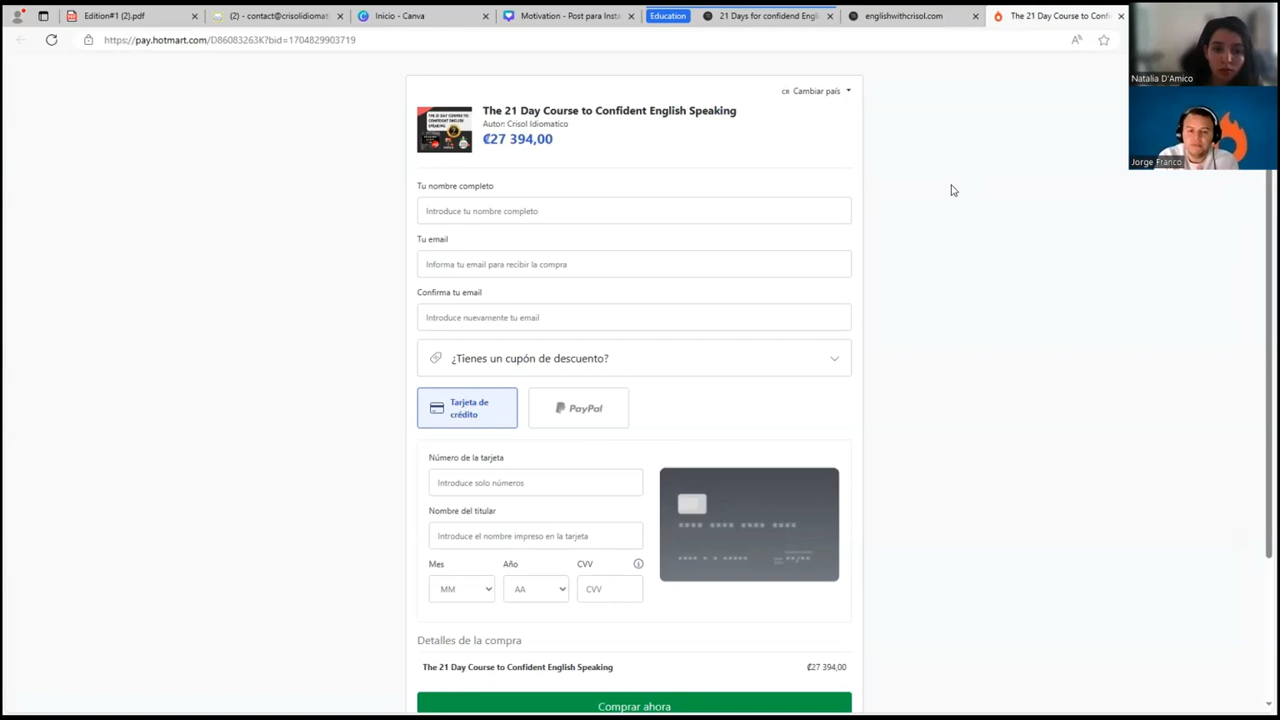 Edition#1 (2).pdf
(2) - contact@crisolidiomat
Inicio - Canva
Motivation - Post para Insta
Education
21 Days for confidend Engli
englishwithcrisol.com
The 21 Day Course to Confi
https://pay.hotmart.com/D86083263K?bid=1704829903719
Natalia D'Amico
Jorge Franco
CR Cambiar país
The 21 Day Course to Confident English Speaking
Autor: Crisol Idiomatico
₡27 394,00
Tu nombre completo
Introduce tu nombre completo
Tu email
Informa tu email para recibir la compra
Confirma tu email
Introduce nuevamente tu email
¿Tienes un cupón de descuento?
Tarjeta de
crédito
PayPal
Número de la tarjeta
Introduce solo números
Nombre del titular
Introduce el nombre impreso en la tarjeta
Mes
Año
CVV
MM
AA
CVV
Detalles de la compra
The 21 Day Course to Confident English Speaking
₡27 394,00
Comprar ahora